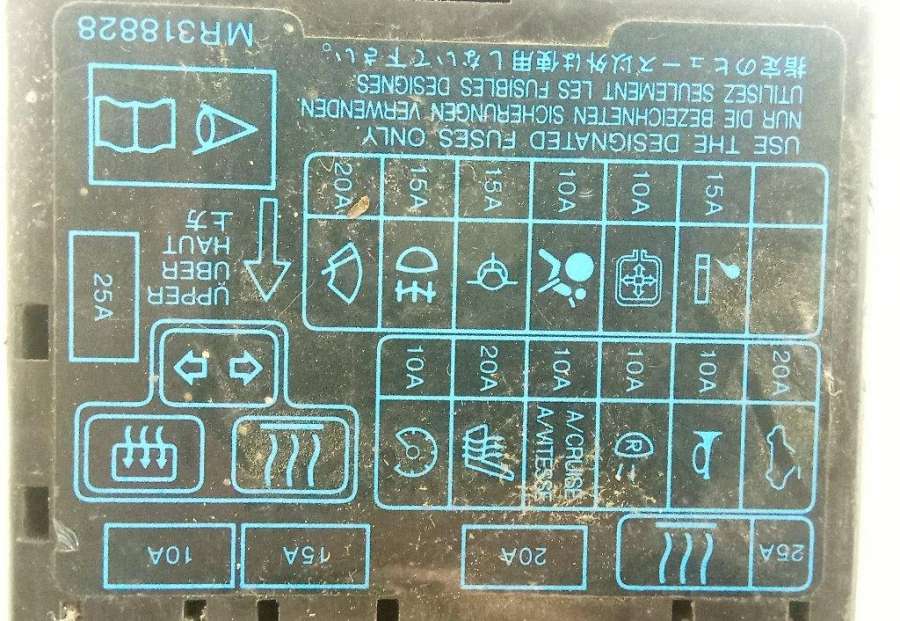 25A
20A
15A
10A
A/CRUISE
A/VITESSE
20A
10A
10A
10A
20A
10A
UPPER
ÜBER
HAUT
上方
25A
15A
10A
10A
15A
15A
20A
USE THE DESIGNATED FUSES ONLY
NUR DIE BEZEICHNETEN SICHERUNGEN VERWENDEN
UTILISEZ SEULEMENT LES FUSIBLES DESIGNES
指定のヒューズ以外は使用しないで下さい。
MR318828